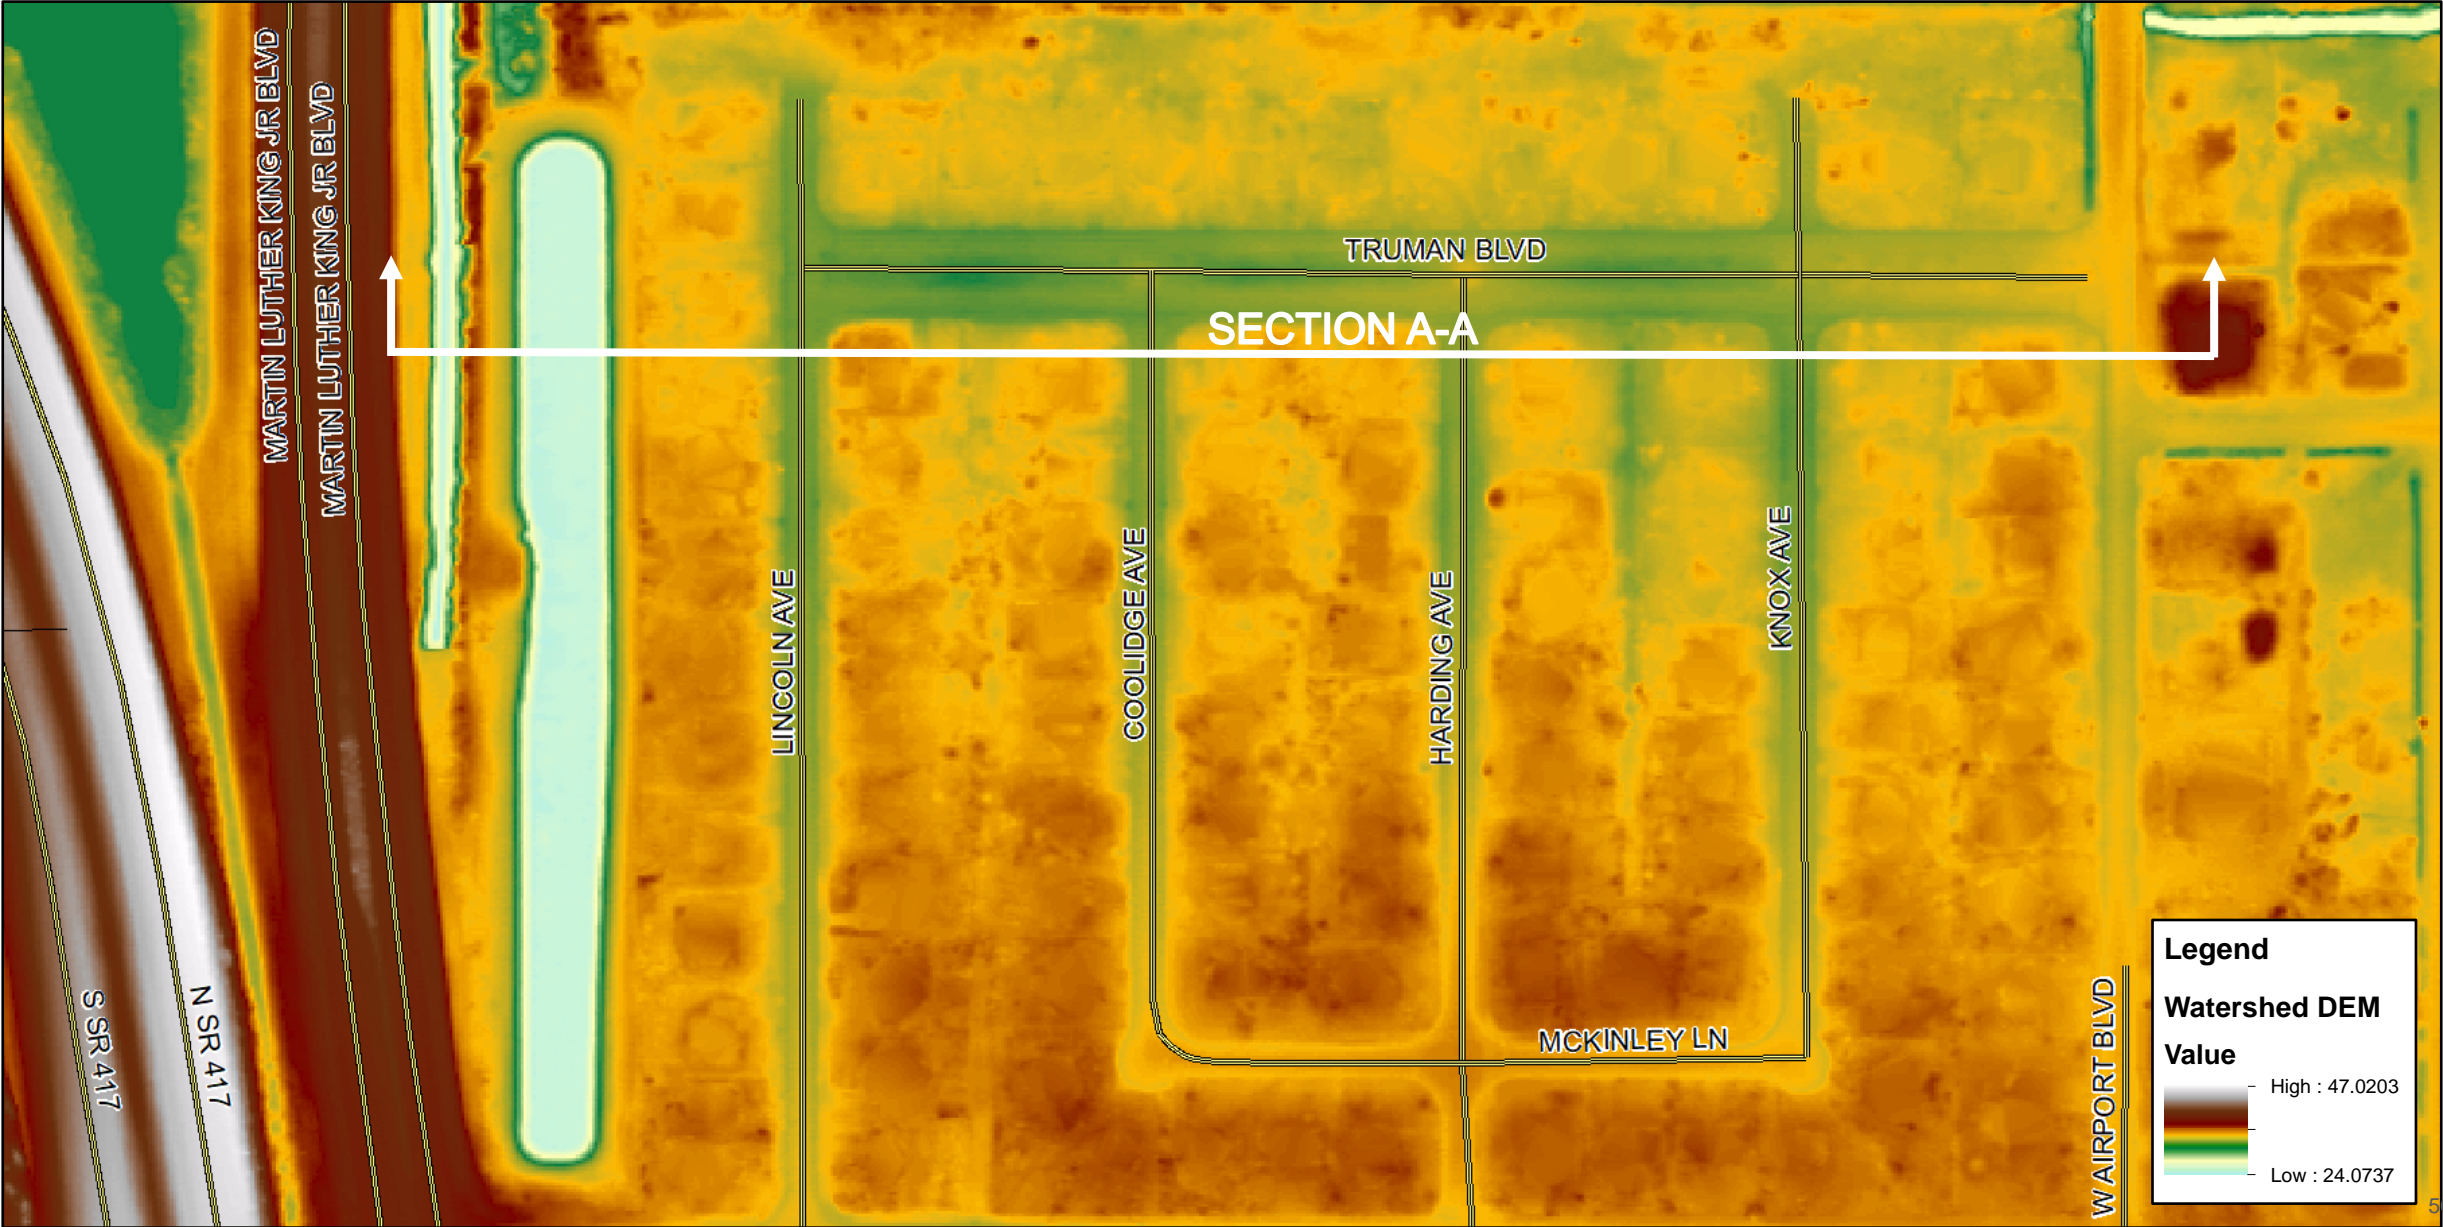 MARTIN LUTHER KING JR BLVD
MARTIN LUTHER KING JR BLVD
TRUMAN BLVD
SECTION A-A
LINCOLN AVE
COOLIDGE AVE
HARDING AVE
KNOX AVE
MCKINLEY LN
S SR 417
N SR 417
W AIRPORT BLVD
Legend
Watershed DEM
Value
High : 47.0203
Low : 24.0737
5